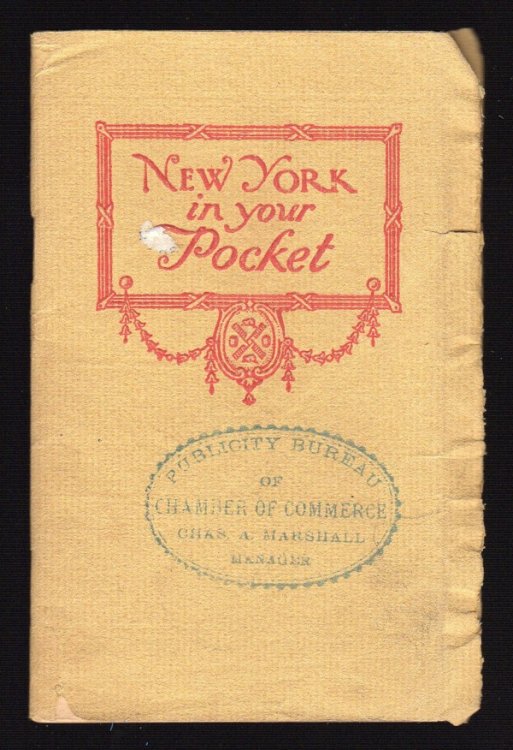 NEW YORK
in your
Pocket
PUBLICITY BUREAU
OF
CHAMBER OF COMMERCE
CHAS. A. MARSHALL
MANAGER